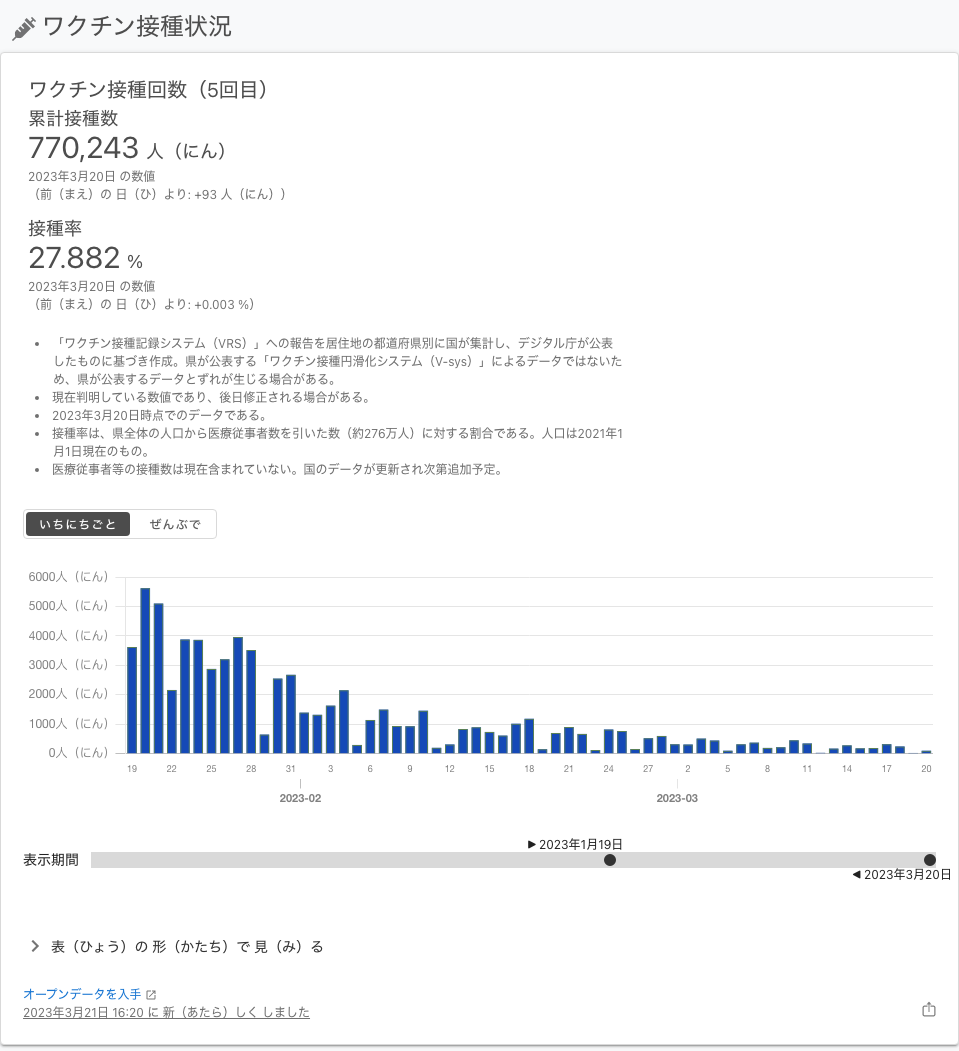 ワクチン接種状況
ワクチン接種回数（5回目）
累計接種数
770,243 人（にん）
2023年3月20日 の数値
（前（まえ）の 日（ひ）より: +93 人（にん））
接種率
27.882 %
2023年3月20日 の数値
（前（まえ）の 日（ひ）より: +0.003 %）
• 「ワクチン接種記録システム（VRS）」への報告を居住地の都道府県別に国が集計し、デジタル庁が公表
したものに基づき作成。県が公表する「ワクチン接種円滑化システム（V-sys）」によるデータではないた
め、県が公表するデータとずれが生じる場合がある。
• 現在判明している数値であり、後日修正される場合がある。
• 2023年3月20日時点でのデータである。
• 接種率は、県全体の人口から医療従事者数を引いた数（約276万人）に対する割合である。人口は2021年1
月1日現在のもの。
• 医療従事者等の接種数は現在含まれていない。国のデータが更新され次第追加予定。
いちにちごと ぜんぶで
6000人（にん）
5000人（にん）
4000人（にん）
3000人（にん）
2000人（にん）
1000人（にん）
0人（にん）
19 22 25 28 31 3 6 9 12 15 18 21 24 27 2 5 8 11 14 17 20
2023-02 2023-03
▶ 2023年1月19日
表示期間
◀ 2023年3月20日
表（ひょう）の 形（かたち）で 見（み）る
オープンデータを入手
2023年3月21日 16:20 に 新（あたら）しく しました